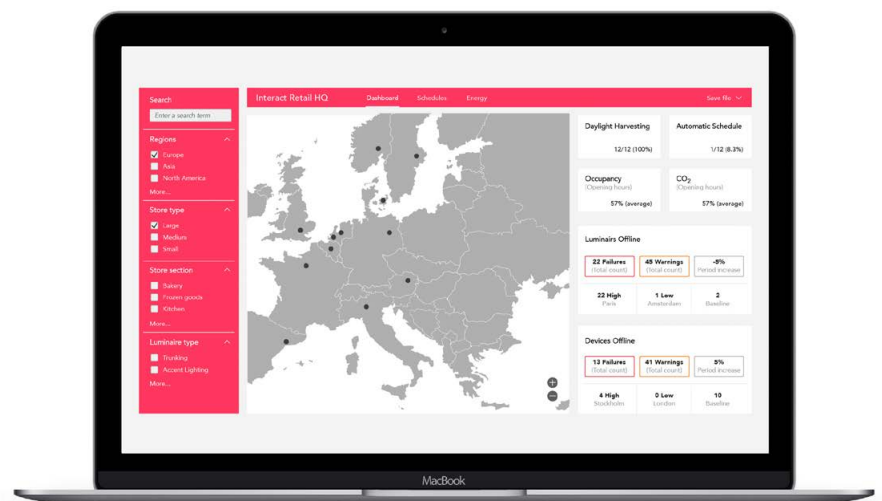 Search
Enter a search term
Regions
Europe
Asia
North America
More...
Store type
Large
Medium
Small
Store section
Bakery
Frozen goods
Kitchen
More...
Luminaire type
Trunking
Accent Lighting
More...
Interact Retail HQ Dashboard Schedules Energy Save file
Daylight Harvesting
12/12 (100%)
Automatic Schedule
1/12 (8.3%)
Occupancy
(Opening hours)
57% (average)
CO2
(Opening hours)
57% (average)
Luminairs Offline
22 Failures
(Total count)
45 Warnings
(Total count)
-5%
Period increase
22 High
Paris
1 Low
Amsterdam
2
Baseline
Devices Offline
13 Failures
(Total count)
41 Warnings
(Total count)
5%
Period increase
4 High
Stockholm
0 Low
London
10
Baseline
MacBook